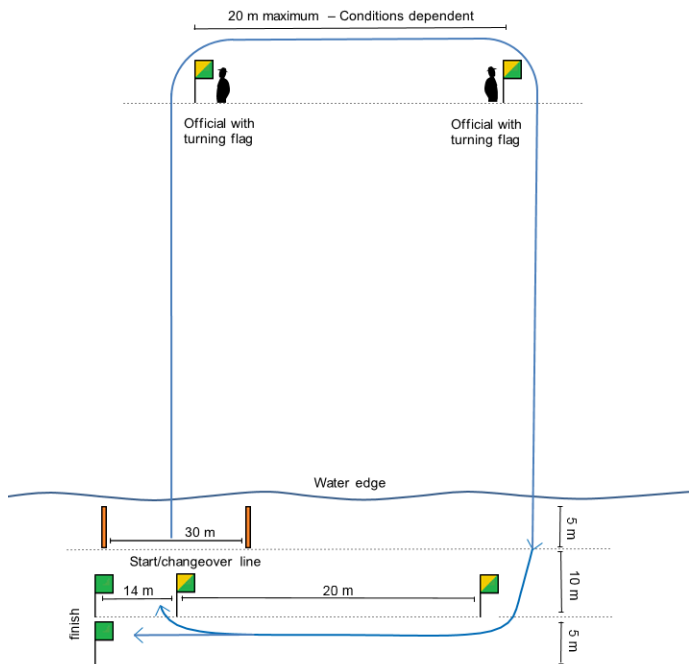 20 m maximum – Conditions dependent
Official with
turning flag
Official with
turning flag
Water edge
30 m
5 m
Start/changeover line
14 m
20 m
10 m
finish
5 m